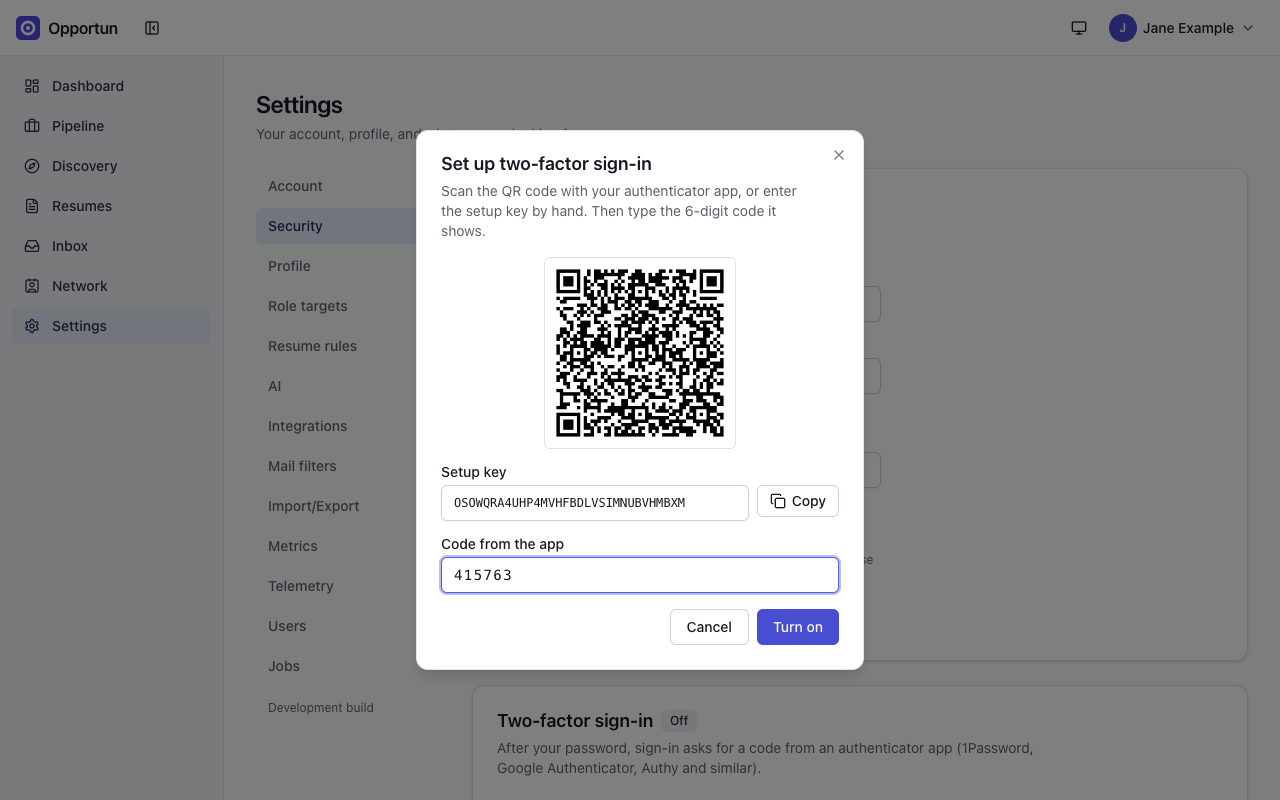 Opportun
Jane Example
Dashboard
Pipeline
Discovery
Resumes
Inbox
Network
Settings
Settings
Your account, profile, and
Account
Security
Profile
Role targets
Resume rules
AI
Integrations
Mail filters
Import/Export
Metrics
Telemetry
Users
Jobs
Development build
Set up two-factor sign-in
Scan the QR code with your authenticator app, or enter
the setup key by hand. Then type the 6-digit code it
shows.
Setup key
OSOWQRA4UHP4MVHFBDLVSIMNUBVHMBXM
Copy
Code from the app
415763
Cancel
Turn on
Two-factor sign-in
Off
After your password, sign-in asks for a code from an authenticator app (1Password,
Google Authenticator, Authy and similar).